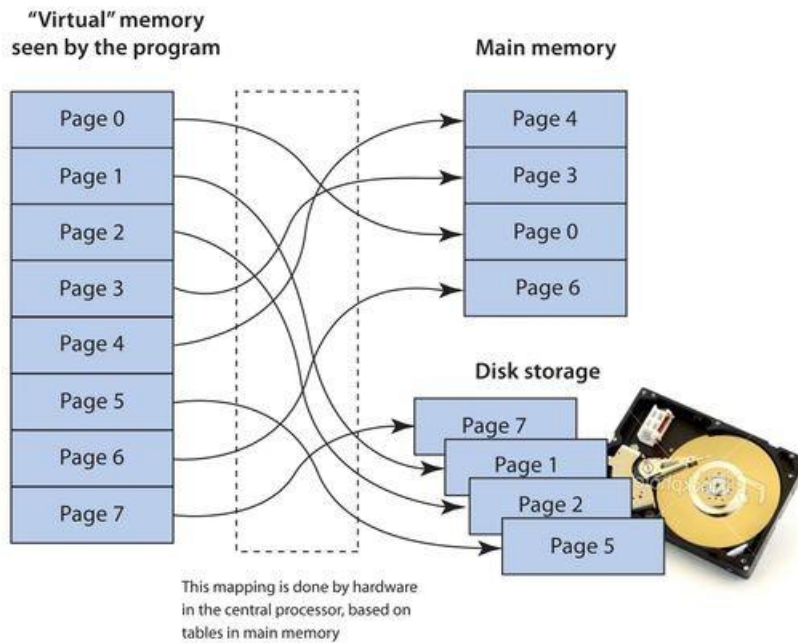 “Virtual” memory
seen by the program
Main memory
Page 0
Page 1
Page 2
Page 3
Page 4
Page 5
Page 6
Page 7
Page 4
Page 3
Page 0
Page 6
Disk storage
Page 7
Page 1
Page 2
Page 5
This mapping is done by hardware
in the central processor, based on
tables in main memory